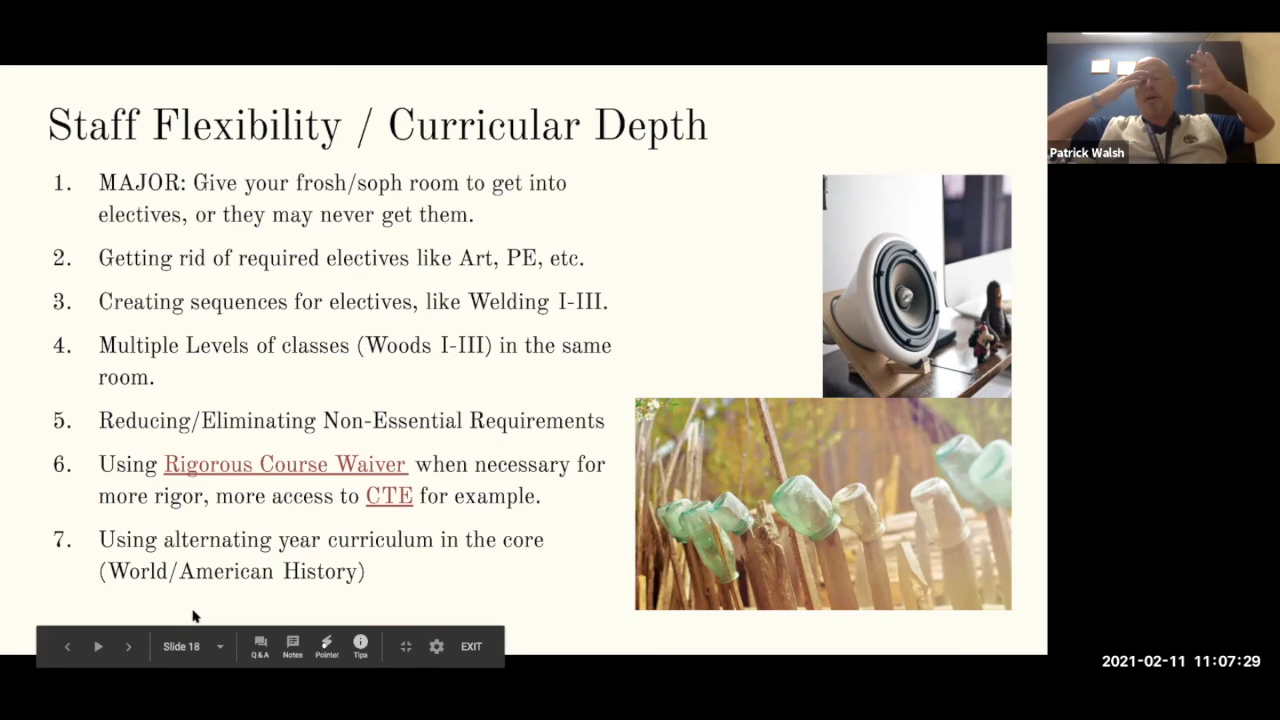 Staff Flexibility / Curricular Depth
1. MAJOR: Give your frosh/soph room to get into
electives, or they may never get them.
2. Getting rid of required electives like Art, PE, etc.
3. Creating sequences for electives, like Welding I-III.
4. Multiple Levels of classes (Woods I-III) in the same
room.
5. Reducing/Eliminating Non-Essential Requirements
6. Using Rigorous Course Waiver when necessary for
more rigor, more access to CTE for example.
7. Using alternating year curriculum in the core
(World/American History)
Patrick Walsh
Slide 18
Q&A
Notes
Pointer
Tips
EXIT
2021-02-11 11:07:29